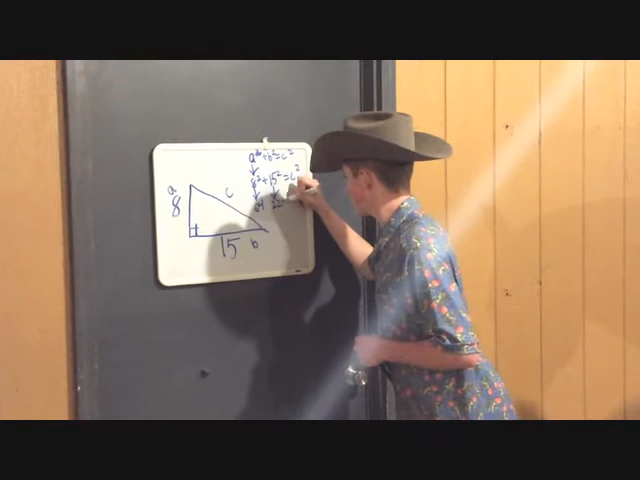 a² + b² = c²
8² + 15² = c²
64
a
8
c
15 b